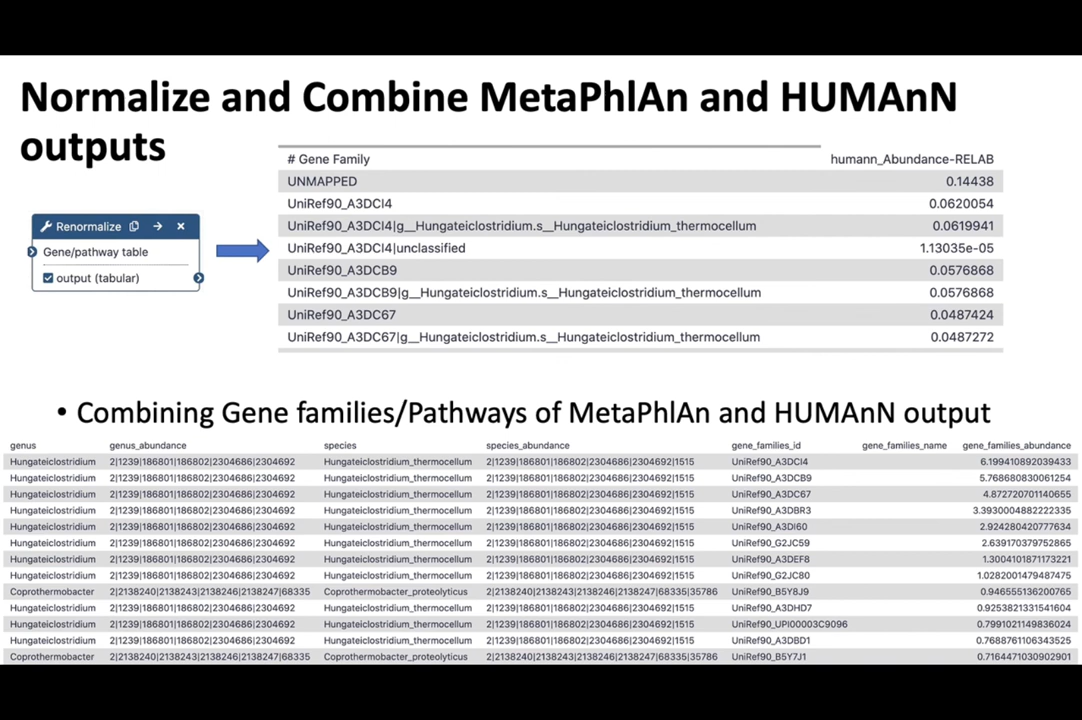 Normalize and Combine MetaPhlAn and HUMAnN
outputs
Renormalize
Gene/pathway table
output (tabular)
# Gene Family humann_Abundance-RELAB
UNMAPPED 0.14438
UniRef90_A3DCI4 0.0620054
UniRef90_A3DCI4|g__Hungateiclostridium.s__Hungateiclostridium_thermocellum 0.0619941
UniRef90_A3DCI4|unclassified 1.13035e-05
UniRef90_A3DCB9 0.0576868
UniRef90_A3DCB9|g__Hungateiclostridium.s__Hungateiclostridium_thermocellum 0.0576868
UniRef90_A3DC67 0.0487424
UniRef90_A3DC67|g__Hungateiclostridium.s__Hungateiclostridium_thermocellum 0.0487272
• Combining Gene families/Pathways of MetaPhlAn and HUMAnN output
genus genus_abundance species species_abundance gene_families_id gene_families_name gene_families_abundance
Hungateiclostridium 2|1239|186801|186802|2304686|2304692 Hungateiclostridium_thermocellum 2|1239|186801|186802|2304686|2304692|1515 UniRef90_A3DCI4 6.199410892039433
Hungateiclostridium 2|1239|186801|186802|2304686|2304692 Hungateiclostridium_thermocellum 2|1239|186801|186802|2304686|2304692|1515 UniRef90_A3DCB9 5.768680830061254
Hungateiclostridium 2|1239|186801|186802|2304686|2304692 Hungateiclostridium_thermocellum 2|1239|186801|186802|2304686|2304692|1515 UniRef90_A3DC67 4.872720701140655
Hungateiclostridium 2|1239|186801|186802|2304686|2304692 Hungateiclostridium_thermocellum 2|1239|186801|186802|2304686|2304692|1515 UniRef90_A3DBR3 3.3930004882222335
Hungateiclostridium 2|1239|186801|186802|2304686|2304692 Hungateiclostridium_thermocellum 2|1239|186801|186802|2304686|2304692|1515 UniRef90_A3DI60 2.924280420777634
Hungateiclostridium 2|1239|186801|186802|2304686|2304692 Hungateiclostridium_thermocellum 2|1239|186801|186802|2304686|2304692|1515 UniRef90_G2JC59 2.639170379752865
Hungateiclostridium 2|1239|186801|186802|2304686|2304692 Hungateiclostridium_thermocellum 2|1239|186801|186802|2304686|2304692|1515 UniRef90_A3DEF8 1.3004101871173221
Hungateiclostridium 2|1239|186801|186802|2304686|2304692 Hungateiclostridium_thermocellum 2|1239|186801|186802|2304686|2304692|1515 UniRef90_G2JC80 1.0282001479487475
Coprothermobacter 2|2138240|2138243|2138246|2138247|68335 Coprothermobacter_proteolyticus 2|2138240|2138243|2138246|2138247|68335|35786 UniRef90_B5Y8J9 0.946555136200765
Hungateiclostridium 2|1239|186801|186802|2304686|2304692 Hungateiclostridium_thermocellum 2|1239|186801|186802|2304686|2304692|1515 UniRef90_A3DHD7 0.9253821331541604
Hungateiclostridium 2|1239|186801|186802|2304686|2304692 Hungateiclostridium_thermocellum 2|1239|186801|186802|2304686|2304692|1515 UniRef90_UPI00003C9096 0.7991021149836024
Hungateiclostridium 2|1239|186801|186802|2304686|2304692 Hungateiclostridium_thermocellum 2|1239|186801|186802|2304686|2304692|1515 UniRef90_A3DBD1 0.7688761106343525
Coprothermobacter 2|2138240|2138243|2138246|2138247|68335 Coprothermobacter_proteolyticus 2|2138240|2138243|2138246|2138247|68335|35786 UniRef90_B5Y7J1 0.7164471030902901